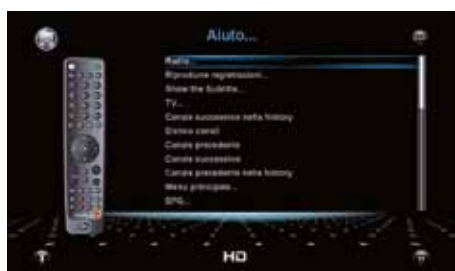 Aiuto...
Radio...
Riprodurre registrazioni...
Show the Subtitle...
TV...
Canale successivo nella history
Elenco canali
Canale precedente
Canale successivo
Canale precedente nella history
Menu principale...
EPG...
HD